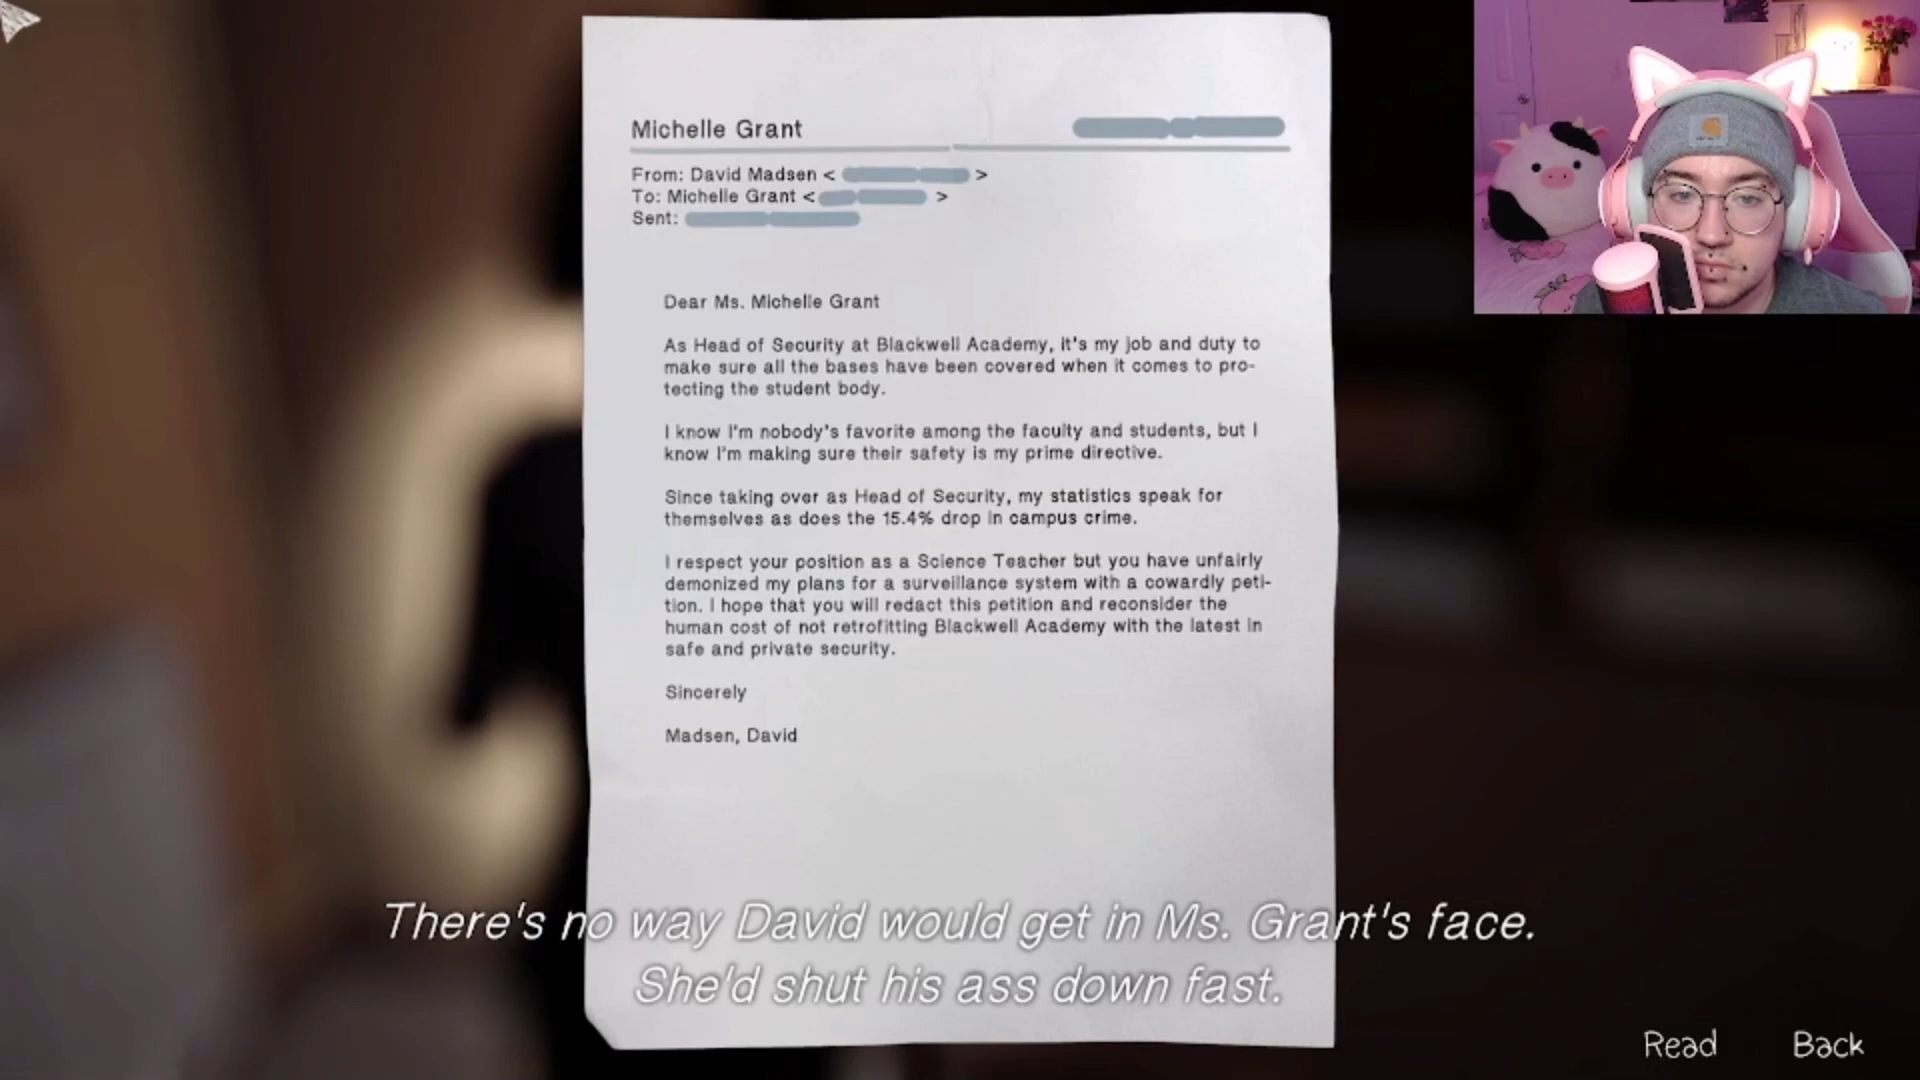 Michelle Grant
From: David Madsen < >
To: Michelle Grant < >
Sent:
Dear Ms. Michelle Grant
As Head of Security at Blackwell Academy, it's my job and duty to
make sure all the bases have been covered when it comes to pro-
tecting the student body.
I know I'm nobody's favorite among the faculty and students, but I
know I'm making sure their safety is my prime directive.
Since taking over as Head of Security, my statistics speak for
themselves as does the 15.4% drop in campus crime.
I respect your position as a Science Teacher but you have unfairly
demonized my plans for a surveillance system with a cowardly peti-
tion. I hope that you will redact this petition and reconsider the
human cost of not retrofitting Blackwell Academy with the latest in
safe and private security.
Sincerely
Madsen, David
There's no way David would get in Ms. Grant's face.
She'd shut his ass down fast.
Read Back